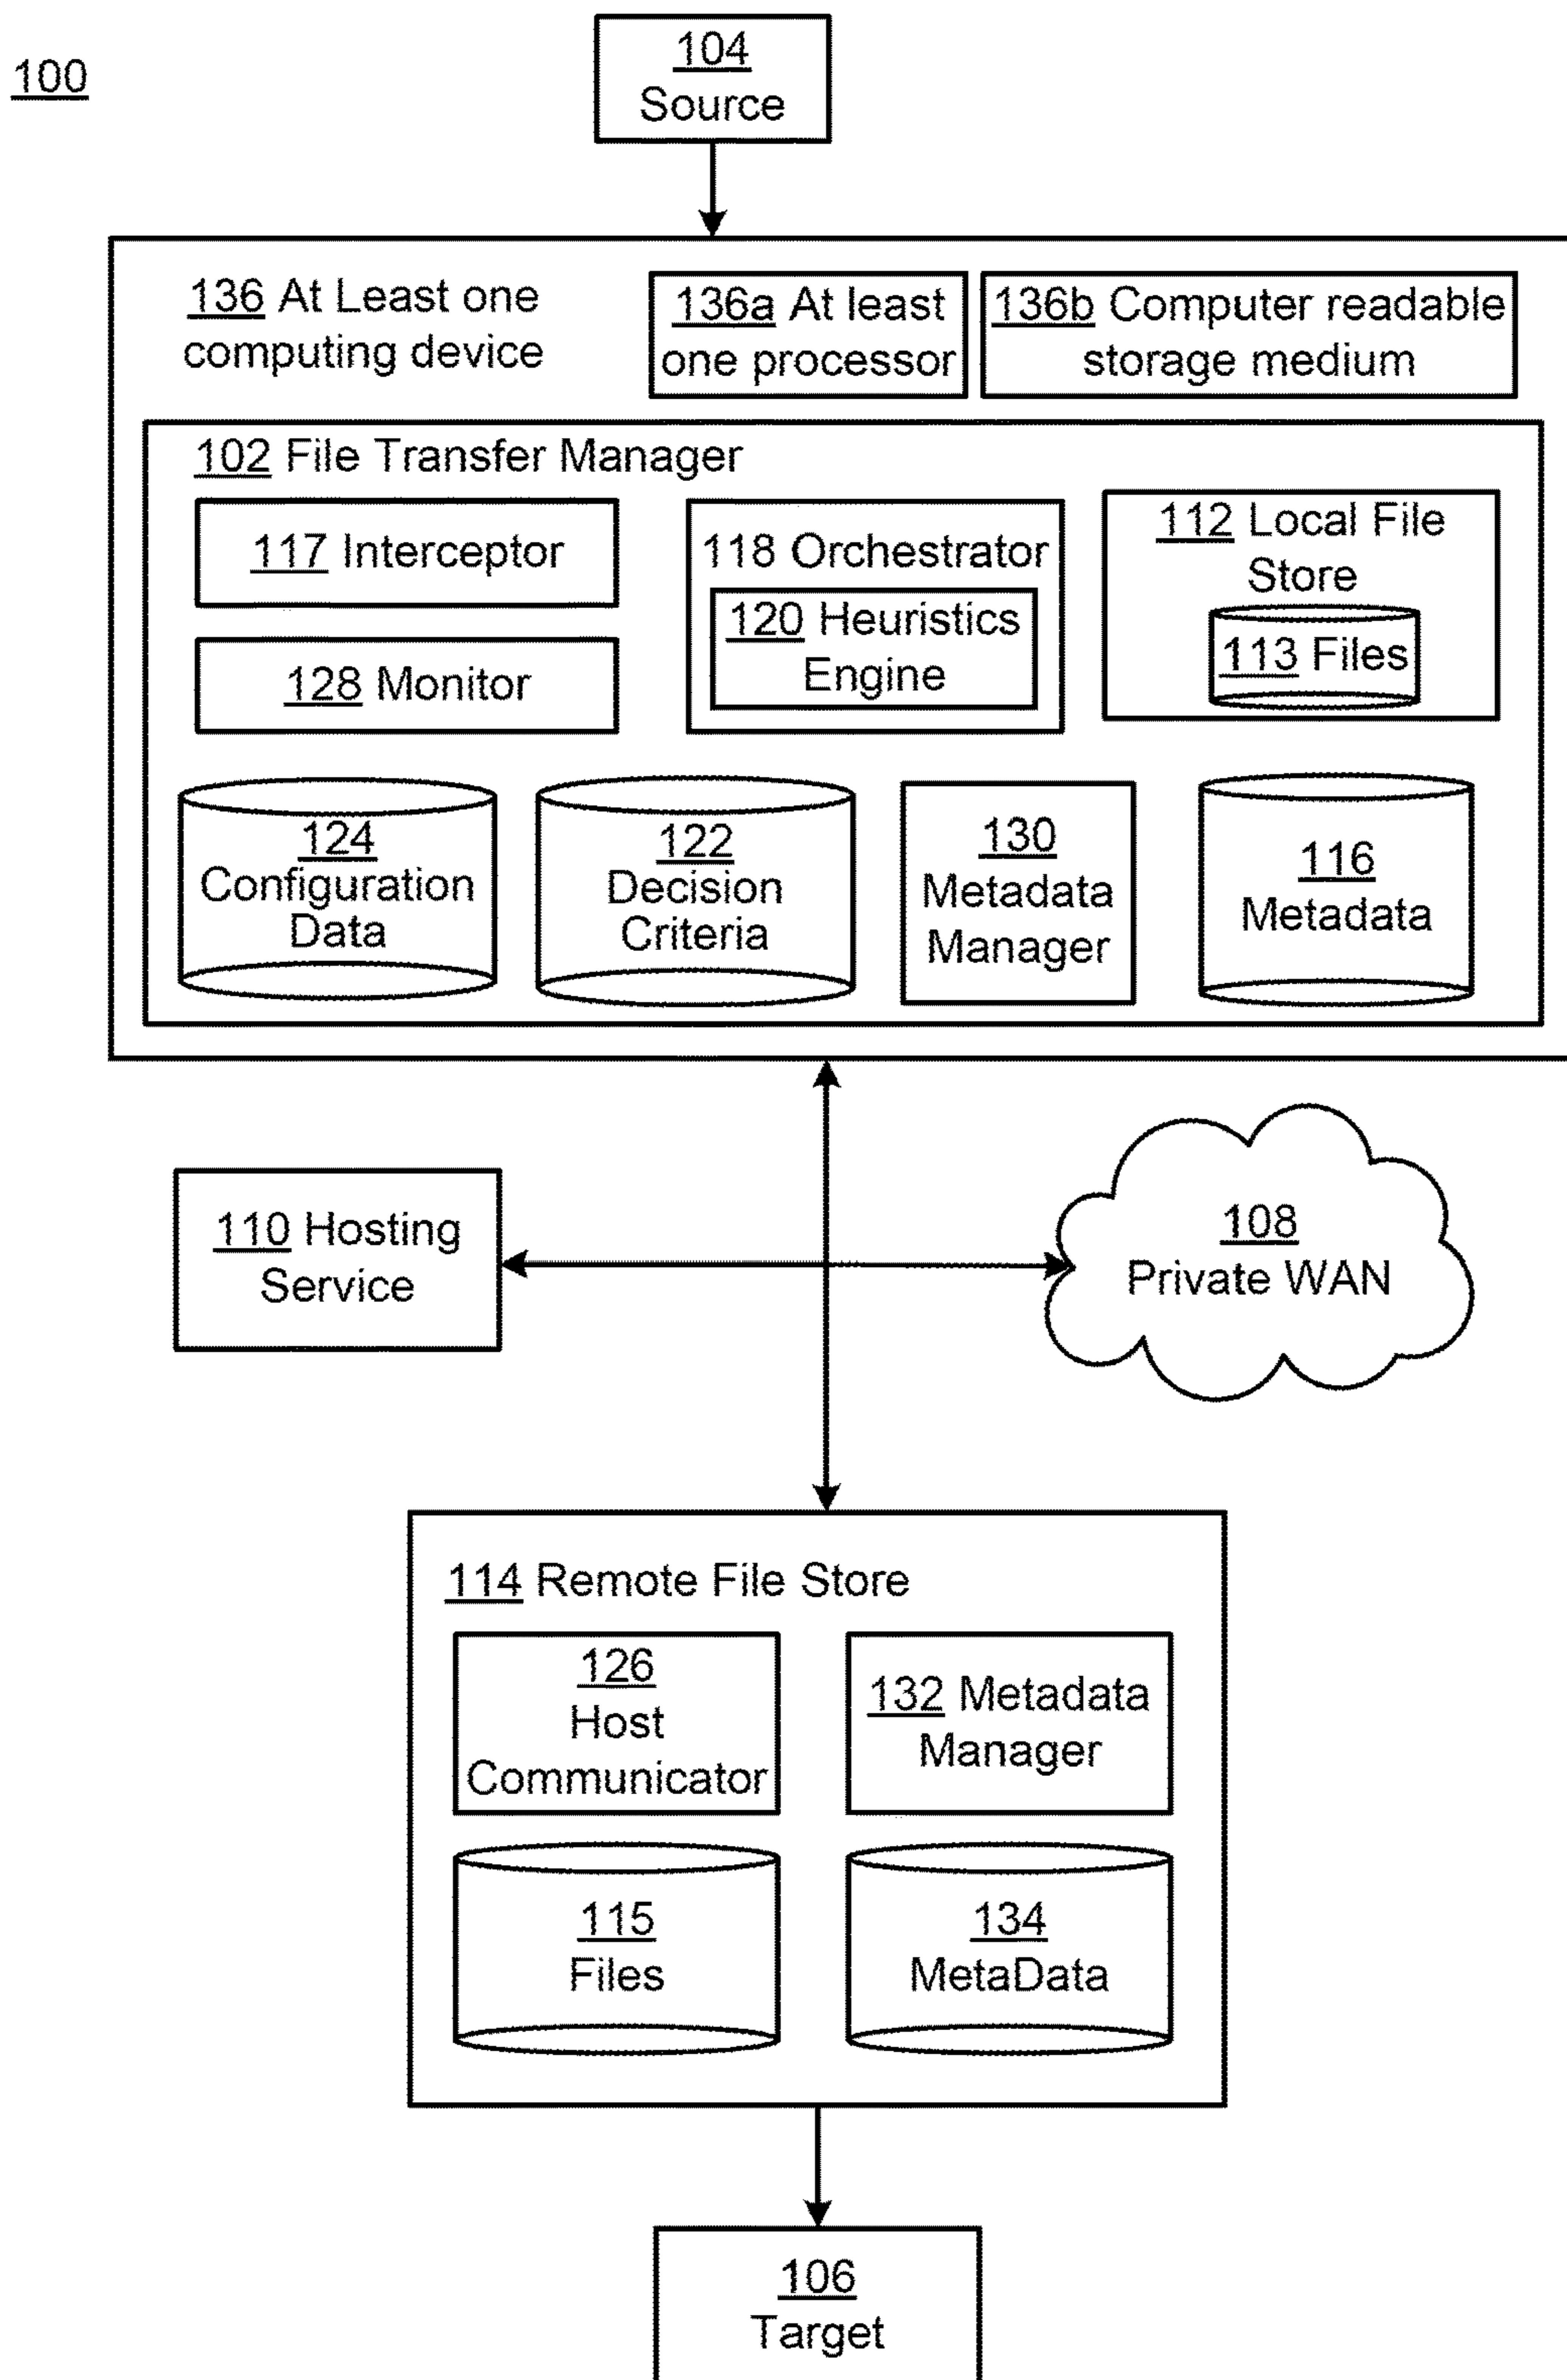 100
104
Source
136 At Least one
computing device
136a At least
one processor
136b Computer readable
storage medium
102 File Transfer Manager
117 Interceptor
128 Monitor
118 Orchestrator
120 Heuristics
Engine
112 Local File
Store
113 Files
124
Configuration
Data
122
Decision
Criteria
130
Metadata
Manager
116
Metadata
110 Hosting
Service
108
Private WAN
114 Remote File Store
126
Host
Communicator
132 Metadata
Manager
115
Files
134
MetaData
106
Target